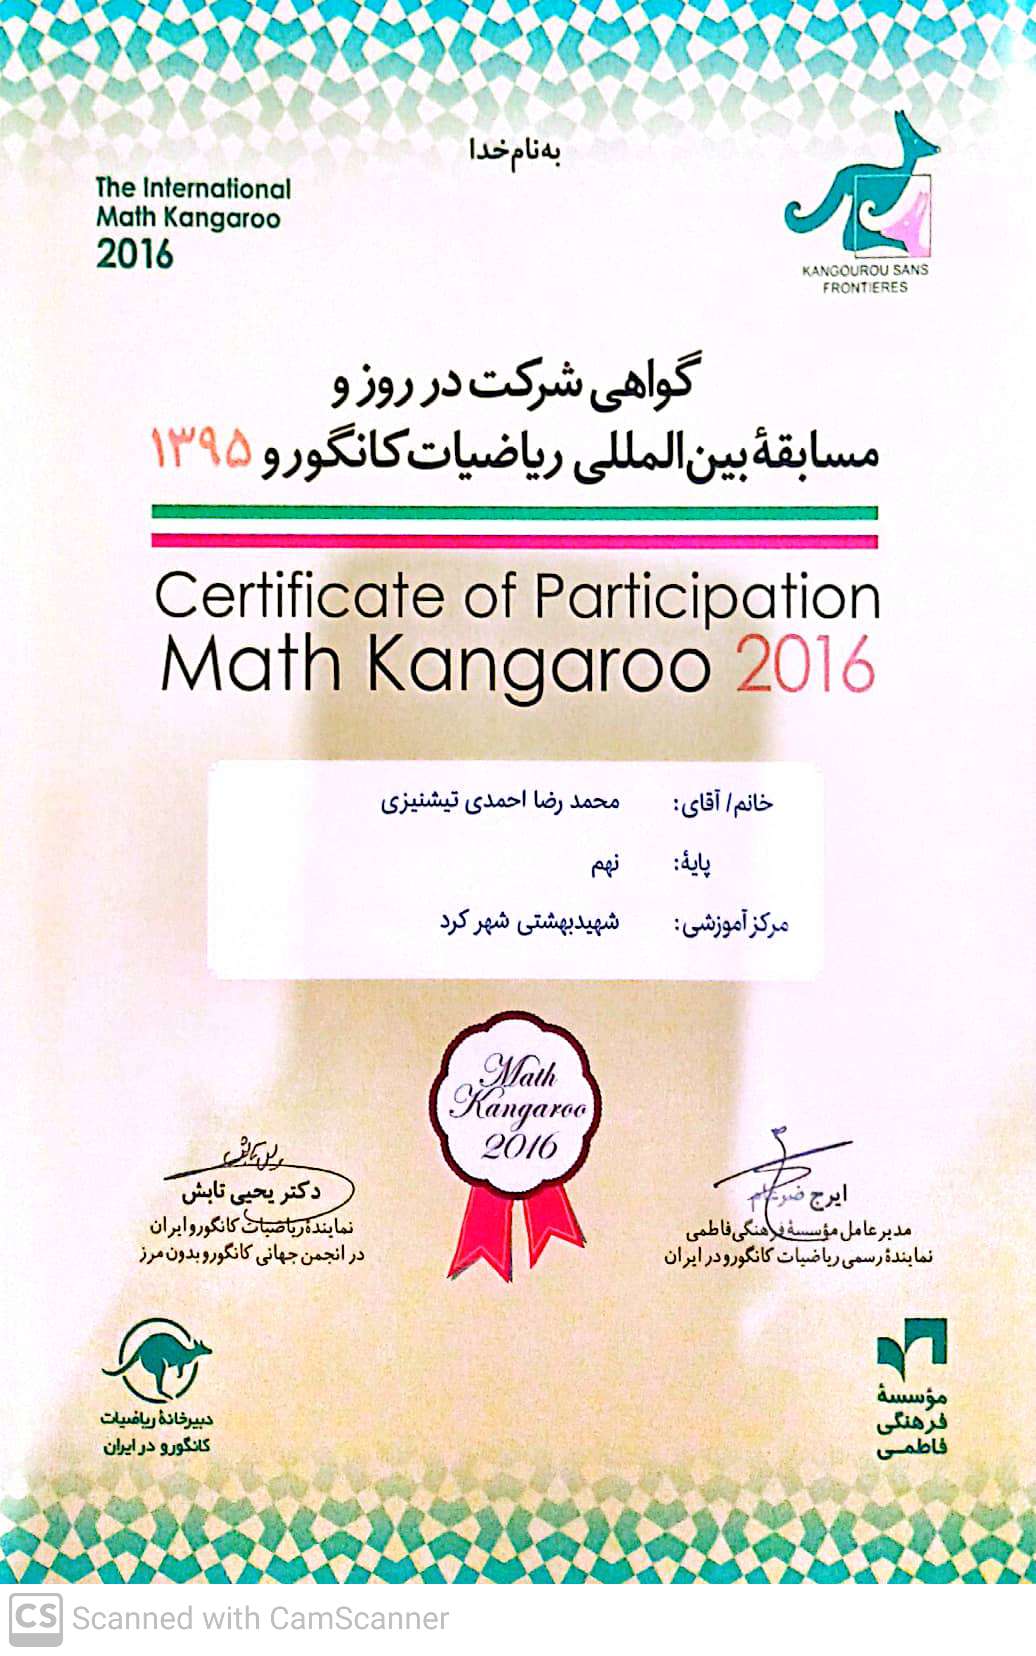 به نام خدا
The International
Math Kangaroo
2016
KANGOUROU SANS
FRONTIERES
گواهی شرکت در روز و
مسابقهٔ بین‌المللی ریاضیات کانگورو ۱۳۹۵
Certificate of Participation
Math Kangaroo 2016
خانم/ آقای: محمد رضا احمدی تیشنیزی
پایهٔ: نهم
مرکز آموزشی: شهیدبهشتی شهر کرد
Math
Kangaroo
2016
ایرج
مدیر عامل مؤسسهٔ فرهنگی فاطمی
نمایندهٔ رسمی ریاضیات کانگورو در ایران
دکتر یحیی تابش
نمایندهٔ ریاضیات کانگورو ایران
در انجمن جهانی کانگورو بدون مرز
مؤسسهٔ
فرهنگی
فاطمی
دبیرخانهٔ ریاضیات
کانگورو در ایران
CS Scanned with CamScanner